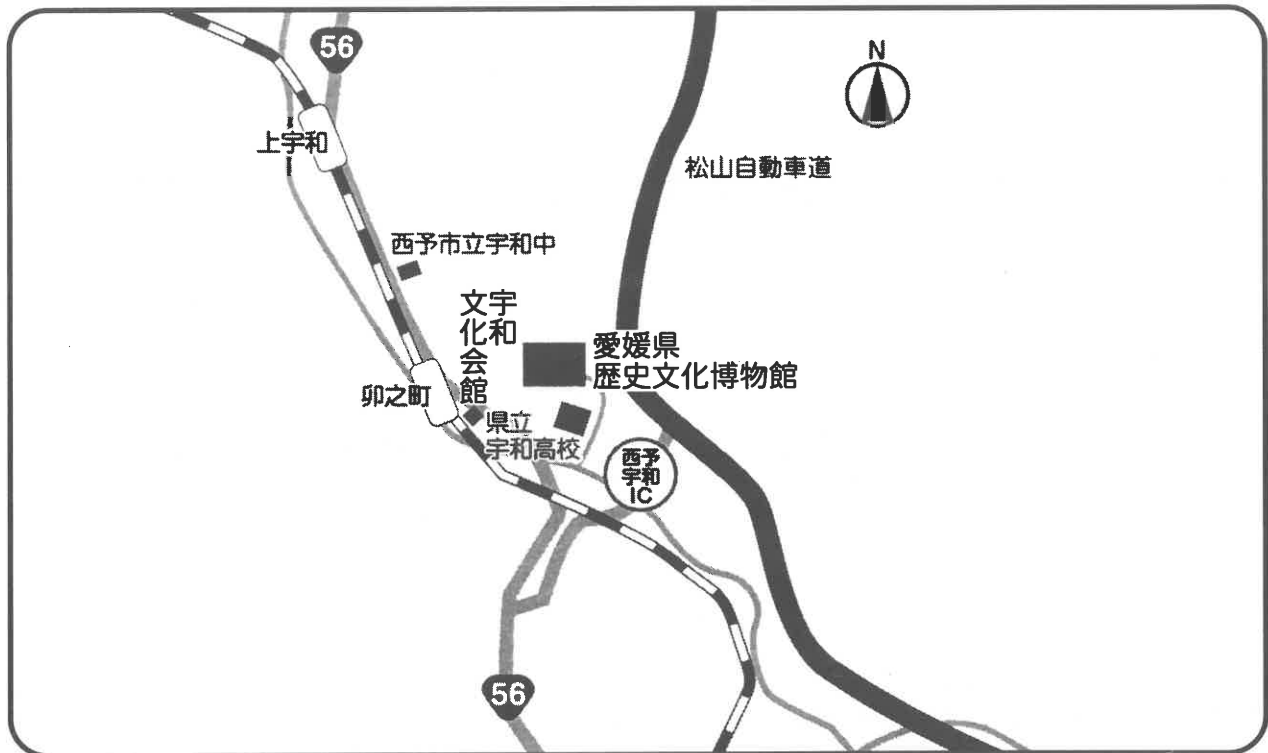 56
N
上宇和
松山自動車道
西予市立宇和中
宇和
文化会館
愛媛県
歴史文化博物館
卯之町
県立
宇和高校
西予
宇和
IC
56